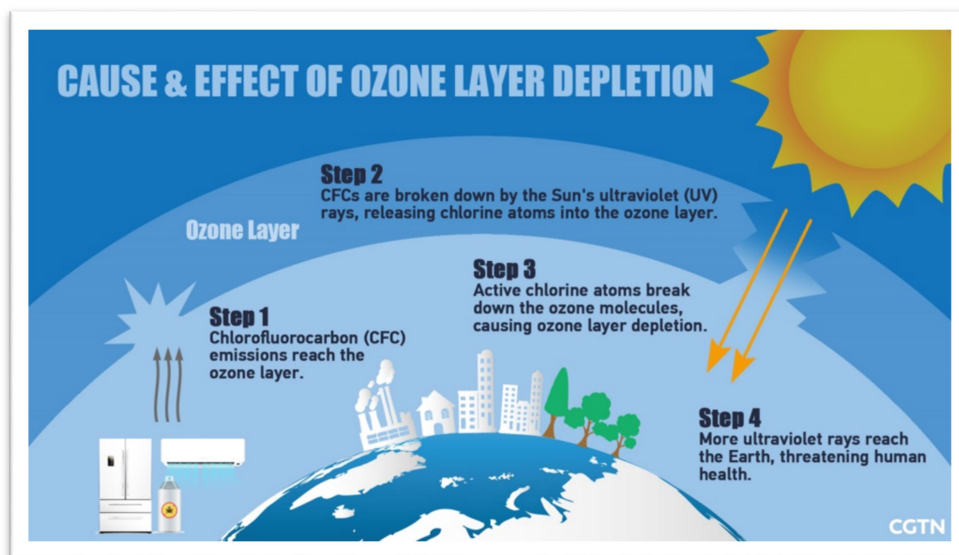 CAUSE & EFFECT OF OZONE LAYER DEPLETION
Step 2
CFCs are broken down by the Sun's ultraviolet (UV)
rays, releasing chlorine atoms into the ozone layer.
Ozone Layer
Step 1
Chlorofluorocarbon (CFC)
emissions reach the
ozone layer.
Step 3
Active chlorine atoms break
down the ozone molecules,
causing ozone layer depletion.
Step 4
More ultraviolet rays reach
the Earth, threatening human
health.
CGTN